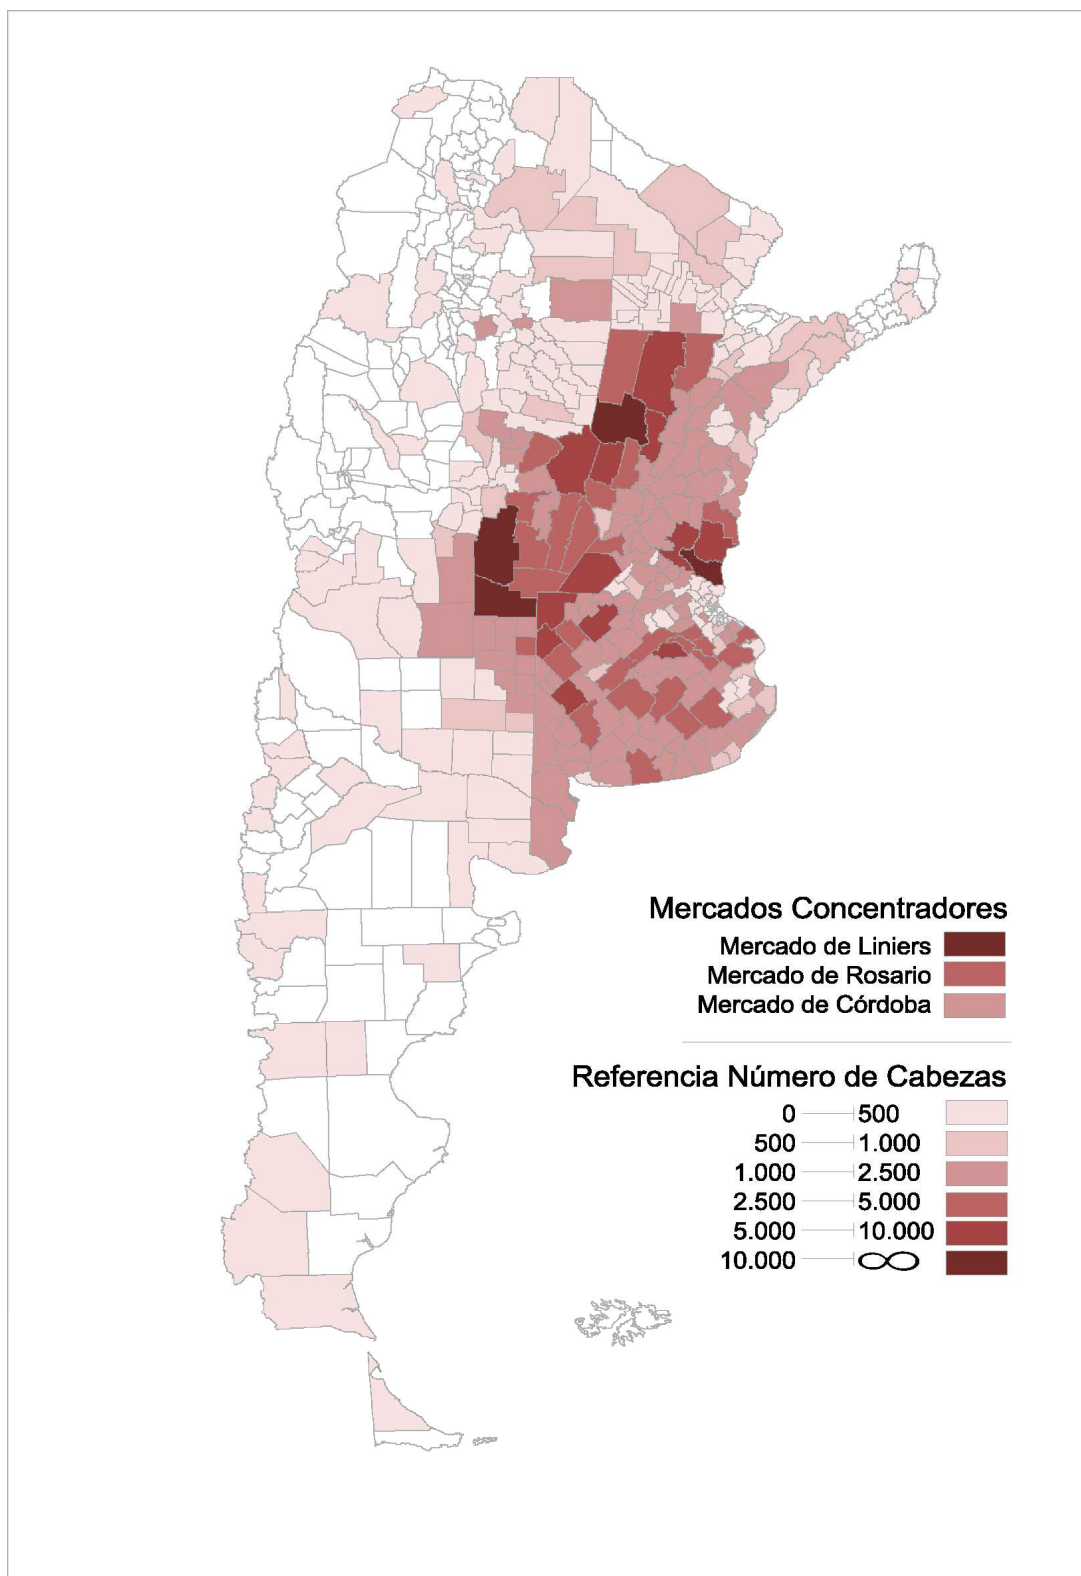 Mercados Concentradores
Mercado de Liniers
Mercado de Rosario
Mercado de Córdoba
Referencia Número de Cabezas
0 500
500 1.000
1.000 2.500
2.500 5.000
5.000 10.000
10.000 ∞